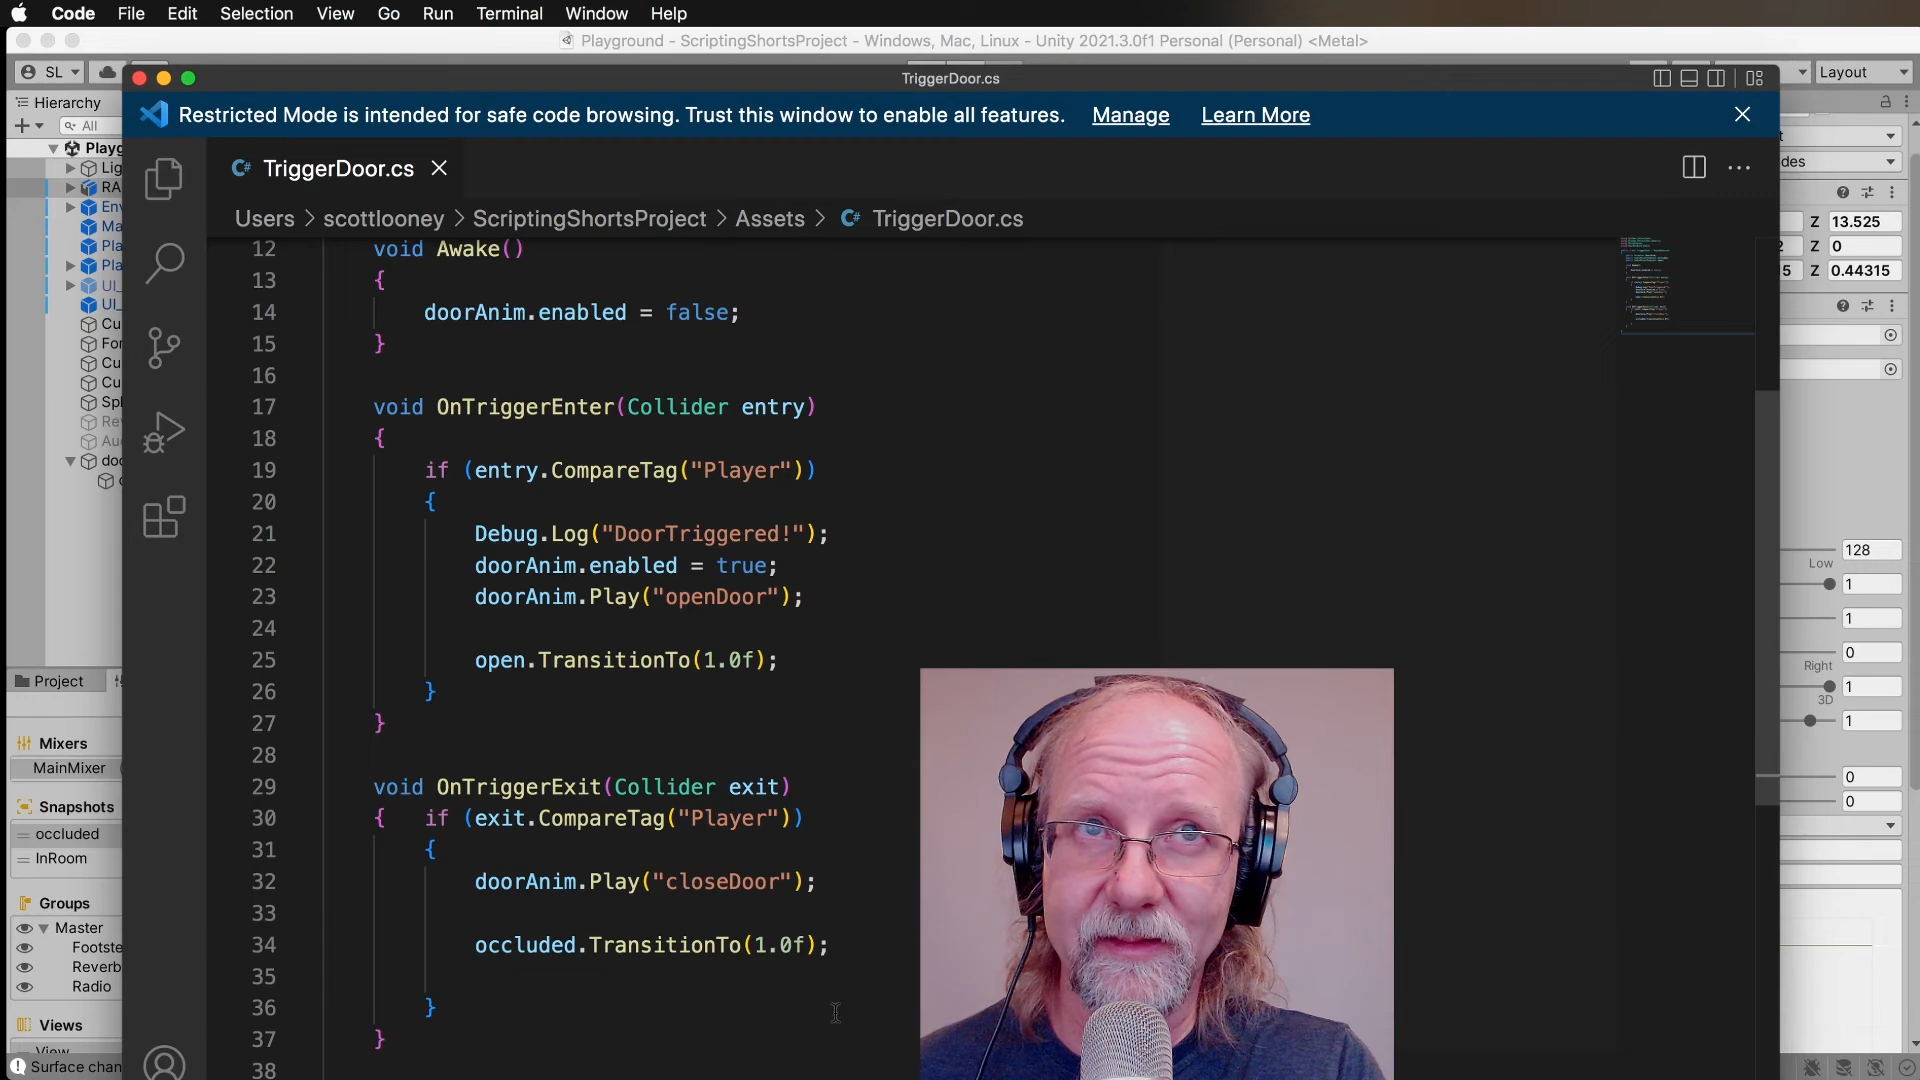 Code File Edit Selection View Go Run Terminal Window Help
Playground - ScriptingShortsProject - Windows, Mac, Linux - Unity 2021.3.0f1 Personal (Personal) <Metal>
SL
Layout
TriggerDoor.cs
Hierarchy
All
Restricted Mode is intended for safe code browsing. Trust this window to enable all features. Manage Learn More
TriggerDoor.cs
Users > scottlooney > ScriptingShortsProject > Assets > C# TriggerDoor.cs
12 void Awake()
13 {
14 doorAnim.enabled = false;
15 }
16
17 void OnTriggerEnter(Collider entry)
18 {
19 if (entry.CompareTag("Player"))
20 {
21 Debug.Log("DoorTriggered!");
22 doorAnim.enabled = true;
23 doorAnim.Play("openDoor");
24
25 open.TransitionTo(1.0f);
26 }
27 }
28
29 void OnTriggerExit(Collider exit)
30 { if (exit.CompareTag("Player"))
31 {
32 doorAnim.Play("closeDoor");
33
34 occluded.TransitionTo(1.0f);
35
36 }
37 }
38
Z 13.525
Z 0
Z 0.44315
128
Low
1
1
0
Right
1
3D
1
0
0
Project
Mixers
MainMixer
Snapshots
occluded
InRoom
Groups
Master
Footste
Reverb
Radio
Views
View
Surface chan